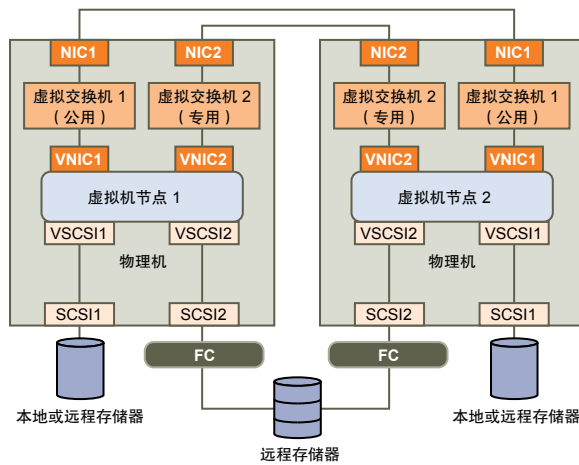 NIC1
NIC2
NIC2
NIC1
虚拟交换机 1
（公用）
虚拟交换机 2
（专用）
虚拟交换机 2
（专用）
虚拟交换机 1
（公用）
VNIC1
VNIC2
VNIC2
VNIC1
虚拟机节点 1
虚拟机节点 2
VSCSI1
VSCSI2
VSCSI2
VSCSI1
物理机
物理机
SCSI1
SCSI2
SCSI2
SCSI1
FC
FC
本地或远程存储器
本地或远程存储器
远程存储器